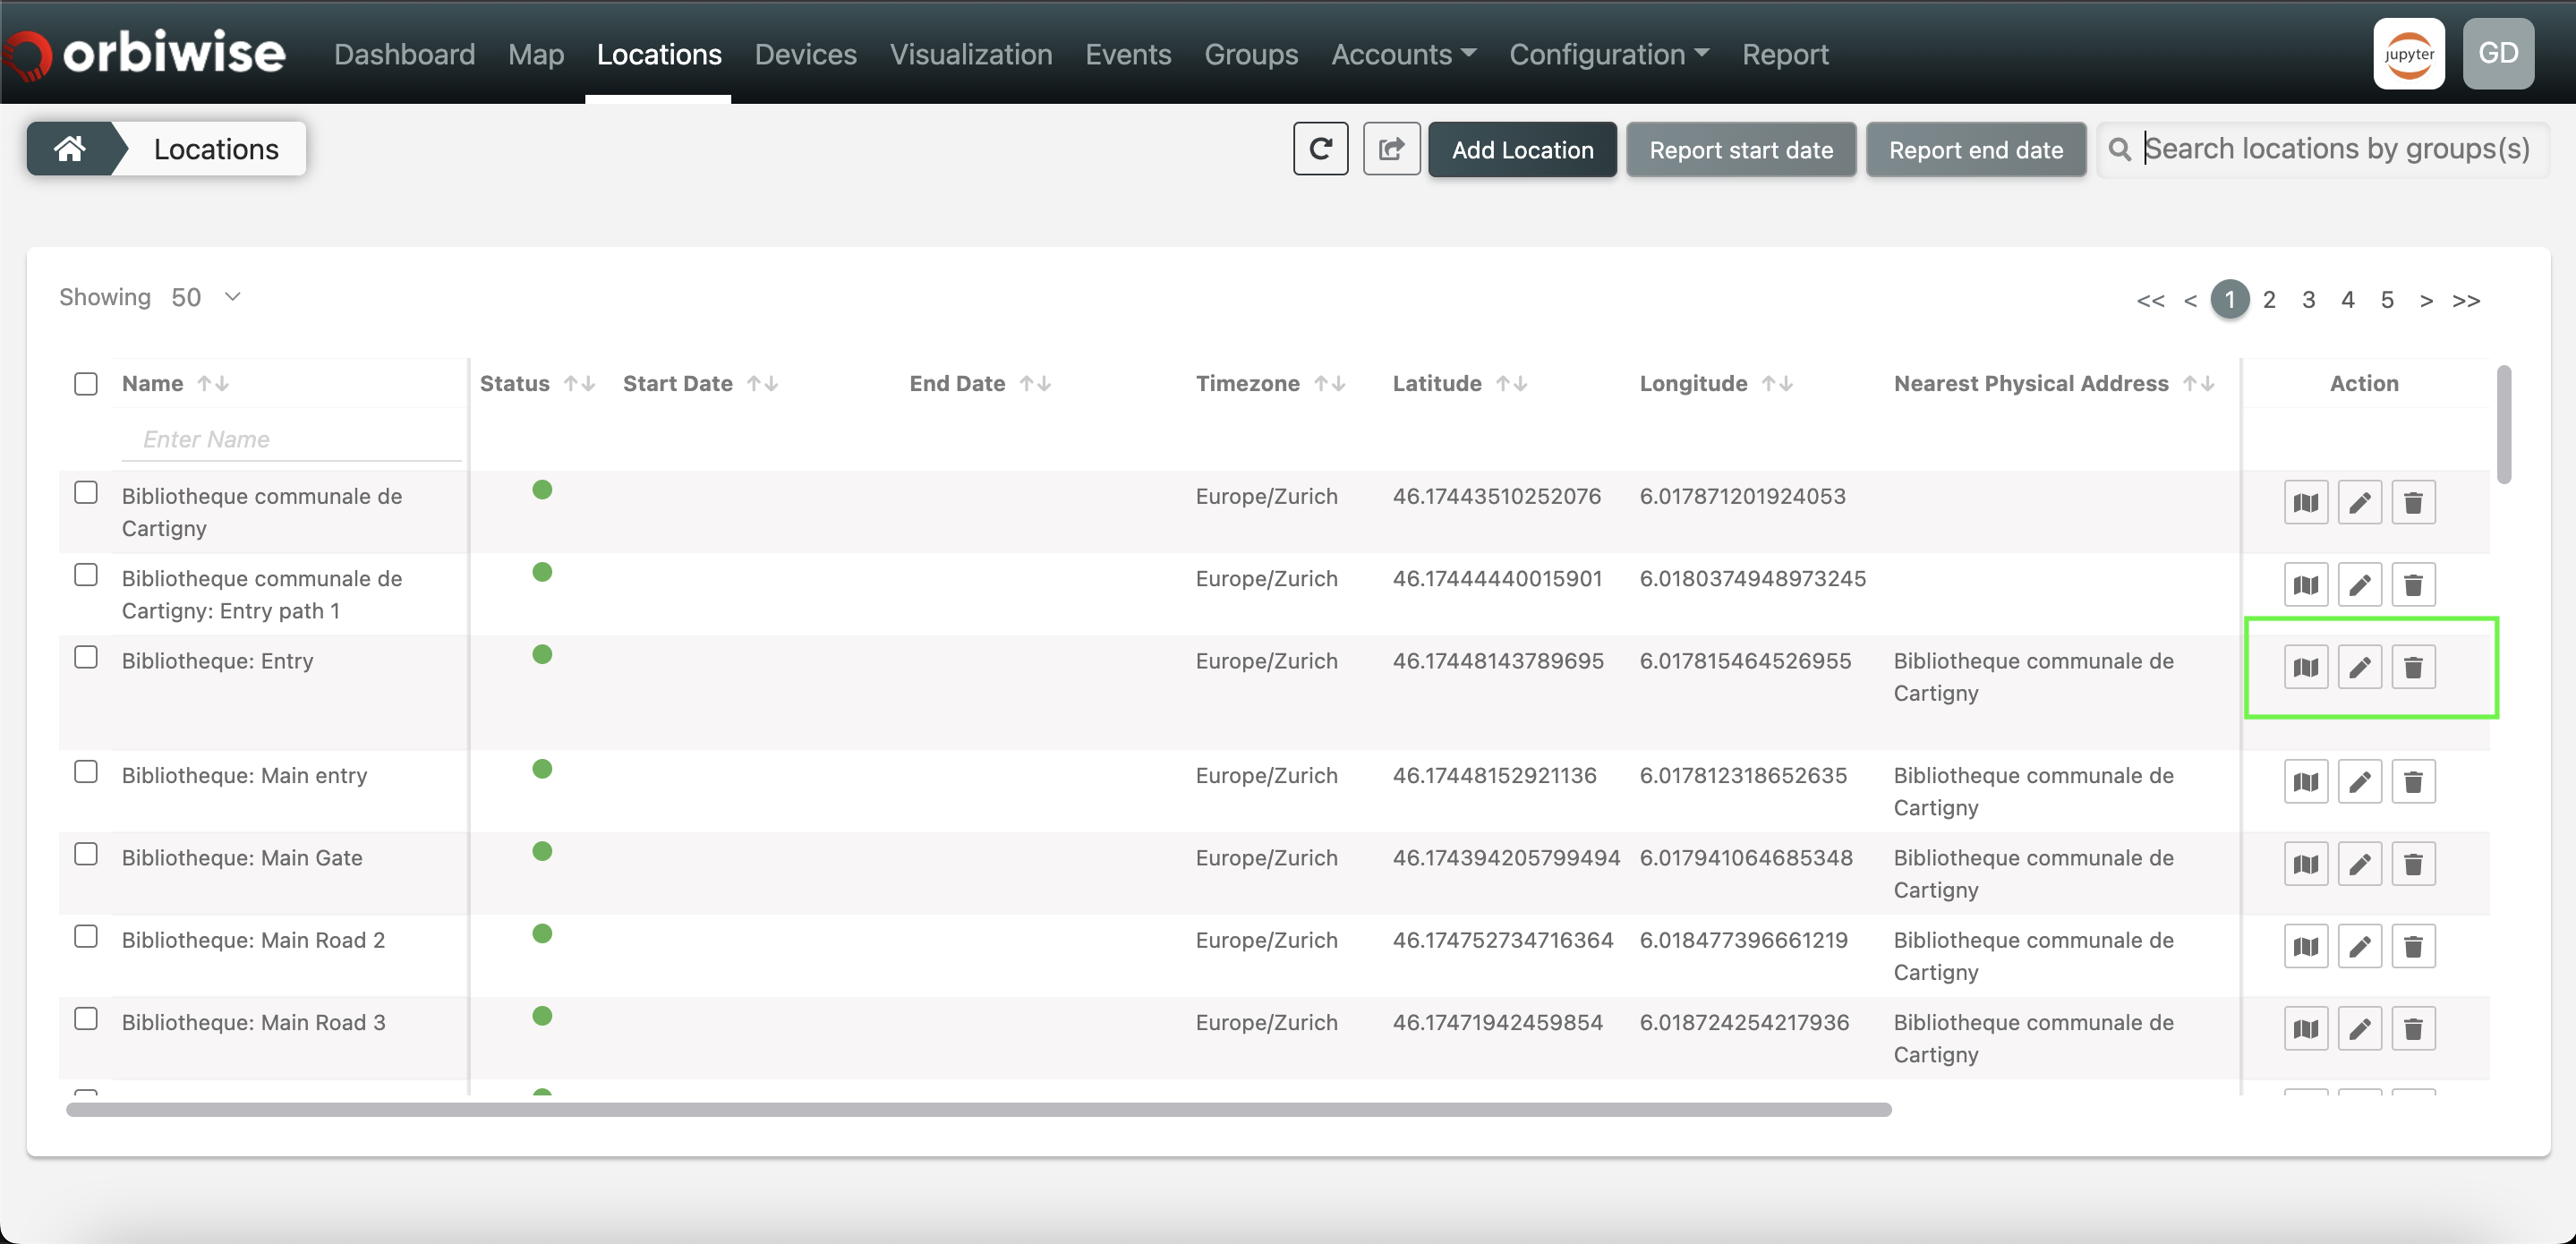 orbiwise Dashboard Map Locations Devices Visualization Events Groups Accounts Configuration Report jupyter GD
Locations Add Location Report start date Report end date Search locations by groups(s)
Showing 50 << < 1 2 3 4 5 > >>
Name Status Start Date End Date Timezone Latitude Longitude Nearest Physical Address Action
Enter Name
Bibliotheque communale de Europe/Zurich 46.17443510252076 6.017871201924053
Cartigny
Bibliotheque communale de Europe/Zurich 46.17444440015901 6.0180374948973245
Cartigny: Entry path 1
Bibliotheque: Entry Europe/Zurich 46.17448143789695 6.017815464526955 Bibliotheque communale de
Cartigny
Bibliotheque: Main entry Europe/Zurich 46.17448152921136 6.017812318652635 Bibliotheque communale de
Cartigny
Bibliotheque: Main Gate Europe/Zurich 46.174394205799494 6.017941064685348 Bibliotheque communale de
Cartigny
Bibliotheque: Main Road 2 Europe/Zurich 46.174752734716364 6.018477396661219 Bibliotheque communale de
Cartigny
Bibliotheque: Main Road 3 Europe/Zurich 46.17471942459854 6.018724254217936 Bibliotheque communale de
Cartigny